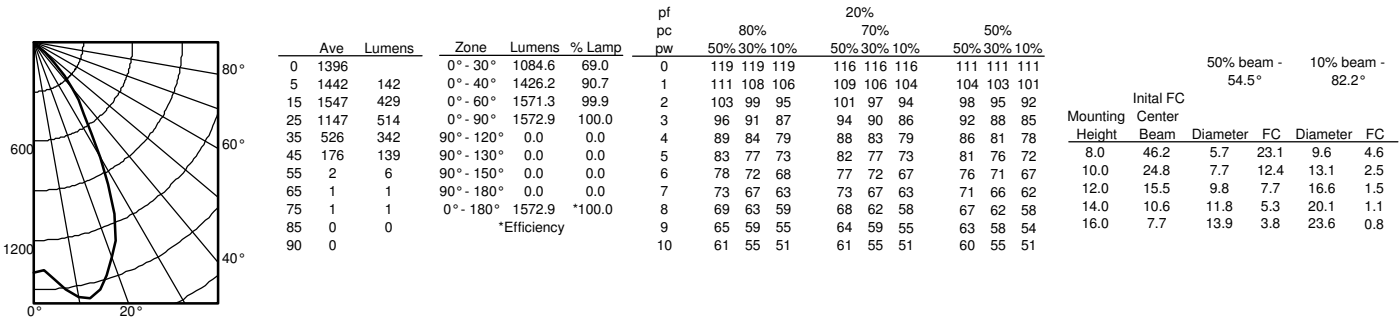 80°
60°
40°
600
1200
0° 20°
Ave Lumens
0 1396
5 1442 142
15 1547 429
25 1147 514
35 526 342
45 176 139
55 2 6
65 1 1
75 1 1
85 0 0
90 0
Zone Lumens % Lamp
0° - 30° 1084.6 69.0
0° - 40° 1426.2 90.7
0° - 60° 1571.3 99.9
0° - 90° 1572.9 100.0
90° - 120° 0.0 0.0
90° - 130° 0.0 0.0
90° - 150° 0.0 0.0
90° - 180° 0.0 0.0
0° - 180° 1572.9 *100.0
*Efficiency
pf 20%
pc 80% 70% 50%
pw 50% 30% 10% 50% 30% 10% 50% 30% 10%
0 119 119 119 116 116 116 111 111 111
1 111 108 106 109 106 104 104 103 101
2 103 99 95 101 97 94 98 95 92
3 96 91 87 94 90 86 92 88 85
4 89 84 79 88 83 79 86 81 78
5 83 77 73 82 77 73 81 76 72
6 78 72 68 77 72 67 76 71 67
7 73 67 63 73 67 63 71 66 62
8 69 63 59 68 62 58 67 62 58
9 65 59 55 64 59 55 63 58 54
10 61 55 51 61 55 51 60 55 51
50% beam - 10% beam -
54.5° 82.2°
Inital FC
Mounting Center
Height Beam Diameter FC Diameter FC
8.0 46.2 5.7 23.1 9.6 4.6
10.0 24.8 7.7 12.4 13.1 2.5
12.0 15.5 9.8 7.7 16.6 1.5
14.0 10.6 11.8 5.3 20.1 1.1
16.0 7.7 13.9 3.8 23.6 0.8